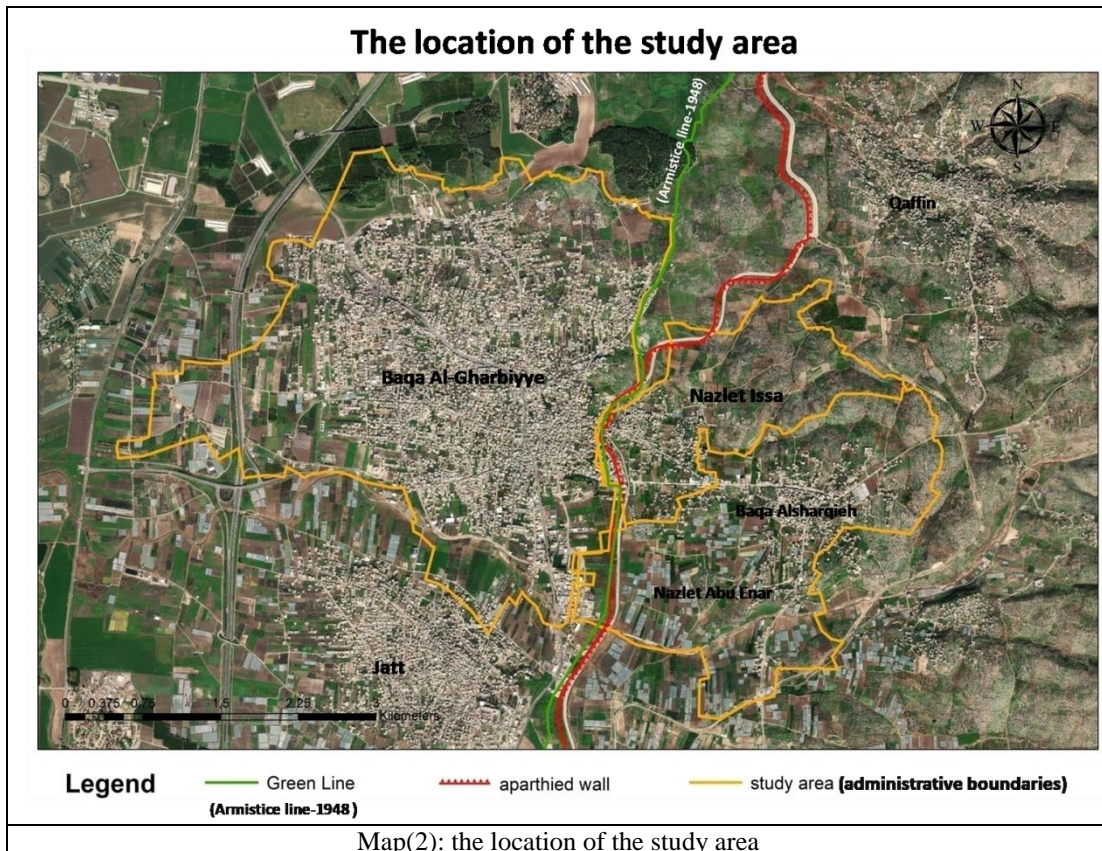 The location of the study area
(Armistice line-1948)
N
W
E
S
Qaffin
Baqa Al-Gharbiyye
Nazlet Issa
Baqa Alsharqieh
Nazlet Abu Enar
Jatt
0 0.375 0.75 1.5 2.25 3
Kilometers
Legend
Green Line
(Armistice line-1948)
aparthied wall
study area (administrative boundaries)
Map(2): the location of the study area